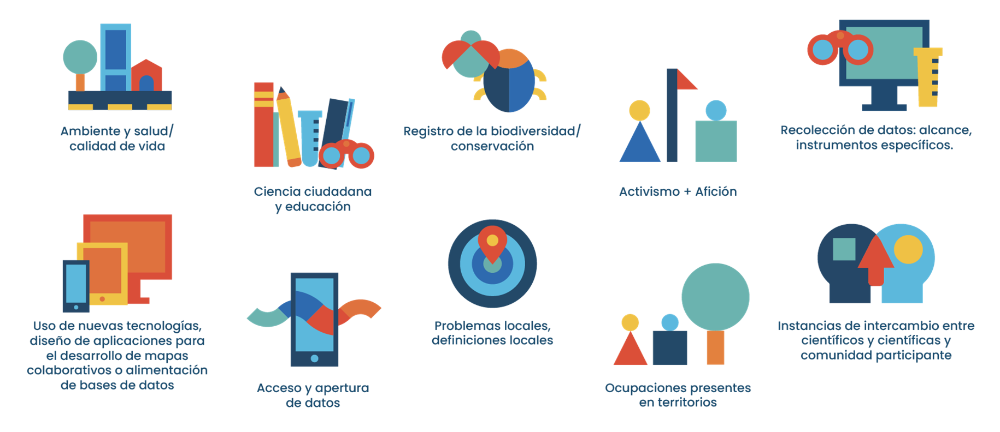 Ambiente y salud/
calidad de vida
Ciencia ciudadana
y educación
Registro de la biodiversidad/
conservación
Activismo + Afición
Recolección de datos: alcance,
instrumentos específicos.
Uso de nuevas tecnologías,
diseño de aplicaciones para
el desarrollo de mapas
colaborativos o alimentación
de bases de datos
Acceso y apertura
de datos
Problemas locales,
definiciones locales
Ocupaciones presentes
en territorios
Instancias de intercambio entre
científicos y científicas y
comunidad participante